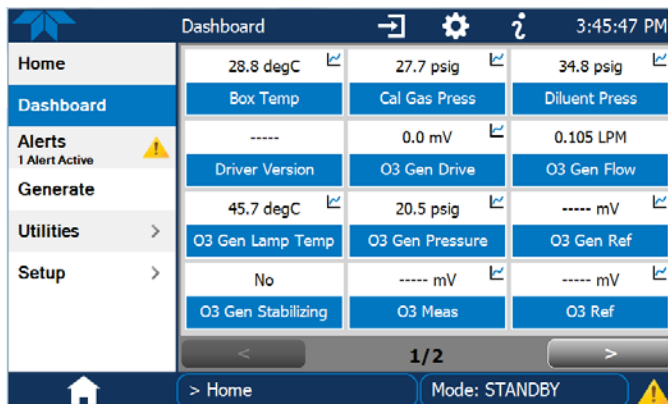 Dashboard
3:45:47 PM
Home
Dashboard
Alerts
1 Alert Active
Generate
Utilities >
Setup >
28.8 degC
Box Temp
27.7 psig
Cal Gas Press
34.8 psig
Diluent Press
-----
Driver Version
0.0 mV
O3 Gen Drive
0.105 LPM
O3 Gen Flow
45.7 degC
O3 Gen Lamp Temp
20.5 psig
O3 Gen Pressure
----- mV
O3 Gen Ref
No
O3 Gen Stabilizing
----- mV
O3 Meas
----- mV
O3 Ref
< 1/2 >
> Home
Mode: STANDBY